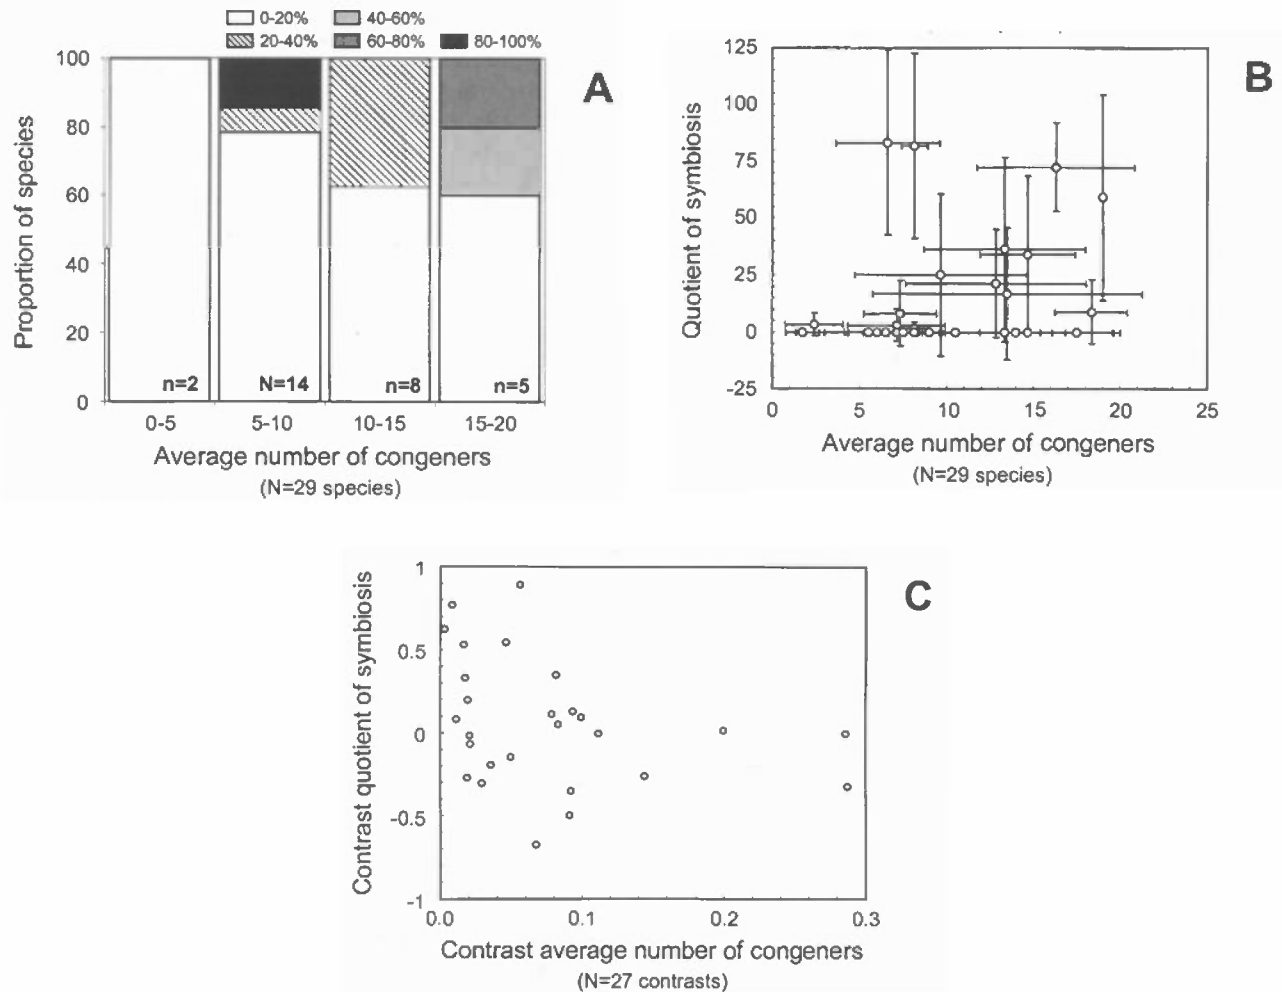 0-20% 40-60%
20-40% 60-80% 80-100%
100
80
60
40
20
0
Proportion of species
n=2 N=14 n=8 n=5
0-5 5-10 10-15 15-20
Average number of congeners
(N=29 species)
A
125
100
75
50
25
0
-25
Quotient of symbiosis
0 5 10 15 20 25
Average number of congeners
(N=29 species)
B
1
0.5
0
-0.5
-1
Contrast quotient of symbiosis
0.0 0.1 0.2 0.3
Contrast average number of congeners
(N=27 contrasts)
C